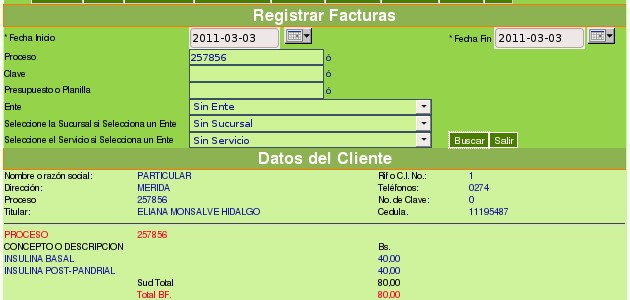 Registrar Facturas
* Fecha Inicio 2011-03-03 * Fecha Fin 2011-03-03
Proceso 257856 ó
Clave ó
Presupuesto o Planilla ó
Ente Sin Ente
Seleccione la Sucursal si Selecciona un Ente Sin Sucursal
Seleccione el Servicio si Selecciona un Ente Sin Servicio Buscar Salir
Datos del Cliente
Nombre o razón social: PARTICULAR Rif o C.I. No.: 1
Dirección: MERIDA Teléfonos: 0274
Proceso 257856 No. de Clave: 0
Titular: ELIANA MONSALVE HIDALGO Cedula. 11195487
PROCESO 257856
CONCEPTO O DESCRIPCION Bs.
INSULINA BASAL 40,00
INSULINA POST-PANDRIAL 40,00
Sud Total 80,00
Total BF. 80,00